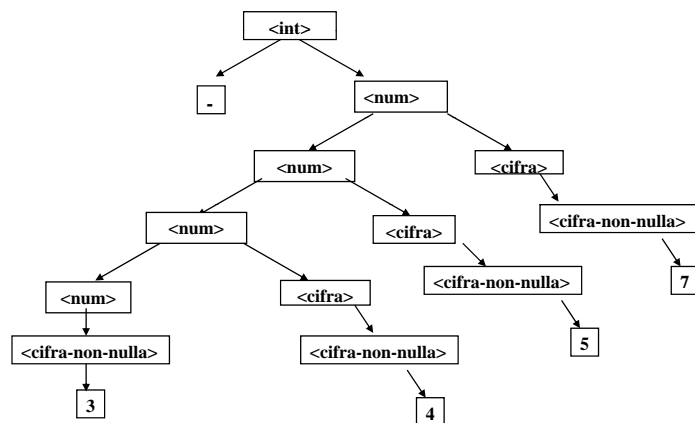 <int>
-
<num>
<num>
<cifra>
<num>
<cifra>
<cifra-non-nulla>
<num>
<cifra>
<cifra-non-nulla>
7
<cifra-non-nulla>
<cifra-non-nulla>
5
3
4